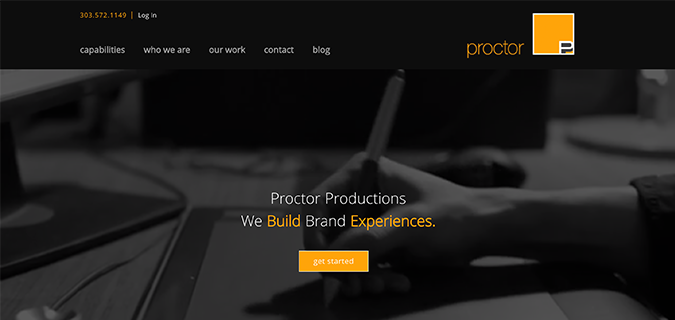 303.572.1149 | Log in
capabilities who we are our work contact blog
proctor P
Proctor Productions
We Build Brand Experiences.
get started